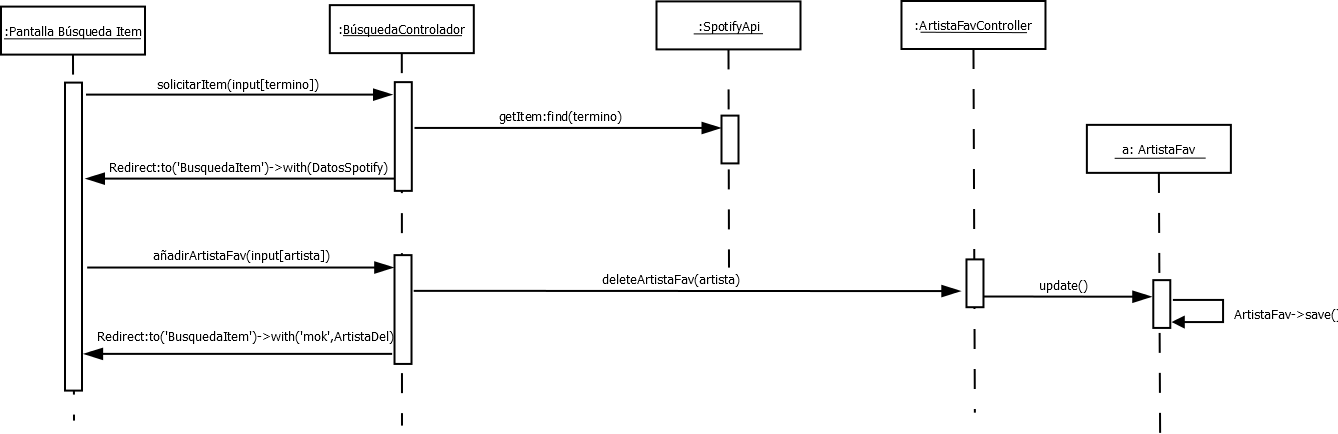 :Pantalla Búsqueda Item
:BúsquedaControlador
:SpotifyApi
:ArtistaFavController
solicitarItem(input[termino])
getItem:find(termino)
a: ArtistaFav
Redirect:to('BusquedaItem')->with(DatosSpotify)
añadirArtistaFav(input[artista])
deleteArtistaFav(artista)
update()
ArtistaFav->save()
Redirect:to('BusquedaItem')->with('mok',ArtistaDel)